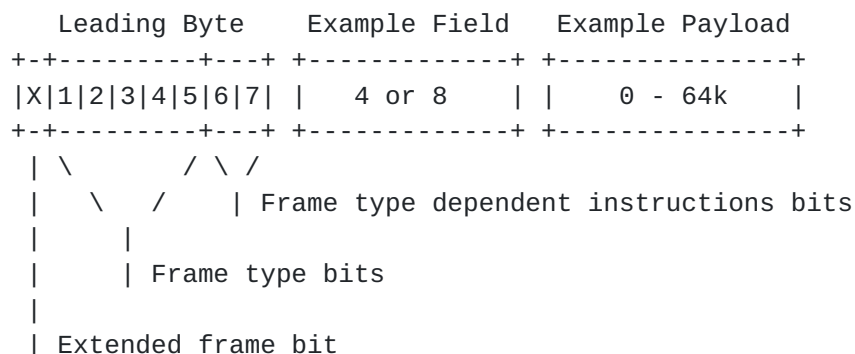 Leading Byte    Example Field   Example Payload
+-+---------+---+ +-------------+ +---------------+
|X|1|2|3|4|5|6|7| |   4 or 8    | |    0 - 64k    |
+-+---------+---+ +-------------+ +---------------+
 | \       / \ /
 |   \   /    | Frame type dependent instructions bits
 |     |
 |     | Frame type bits
 |
 | Extended frame bit